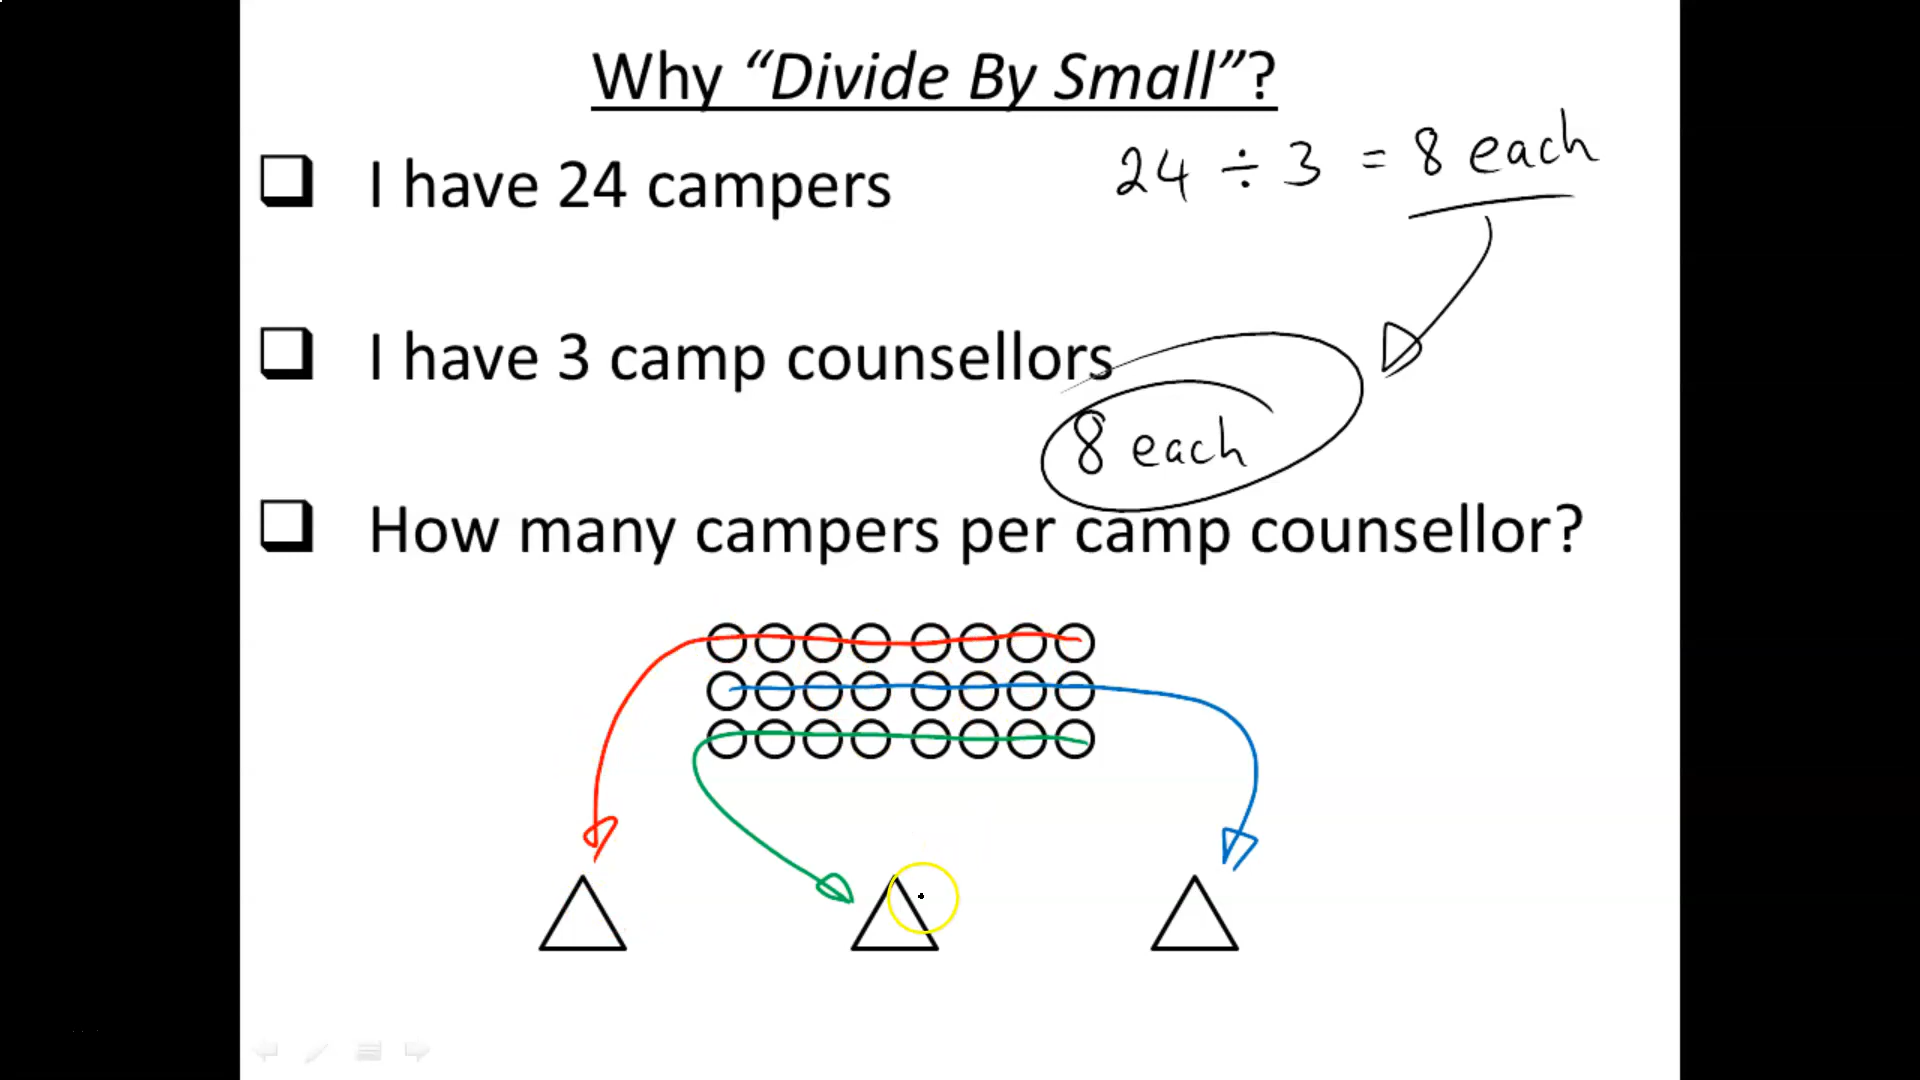 Why “Divide By Small”?
24 ÷ 3 = 8 each
I have 24 campers
I have 3 camp counsellors
8 each
How many campers per camp counsellor?